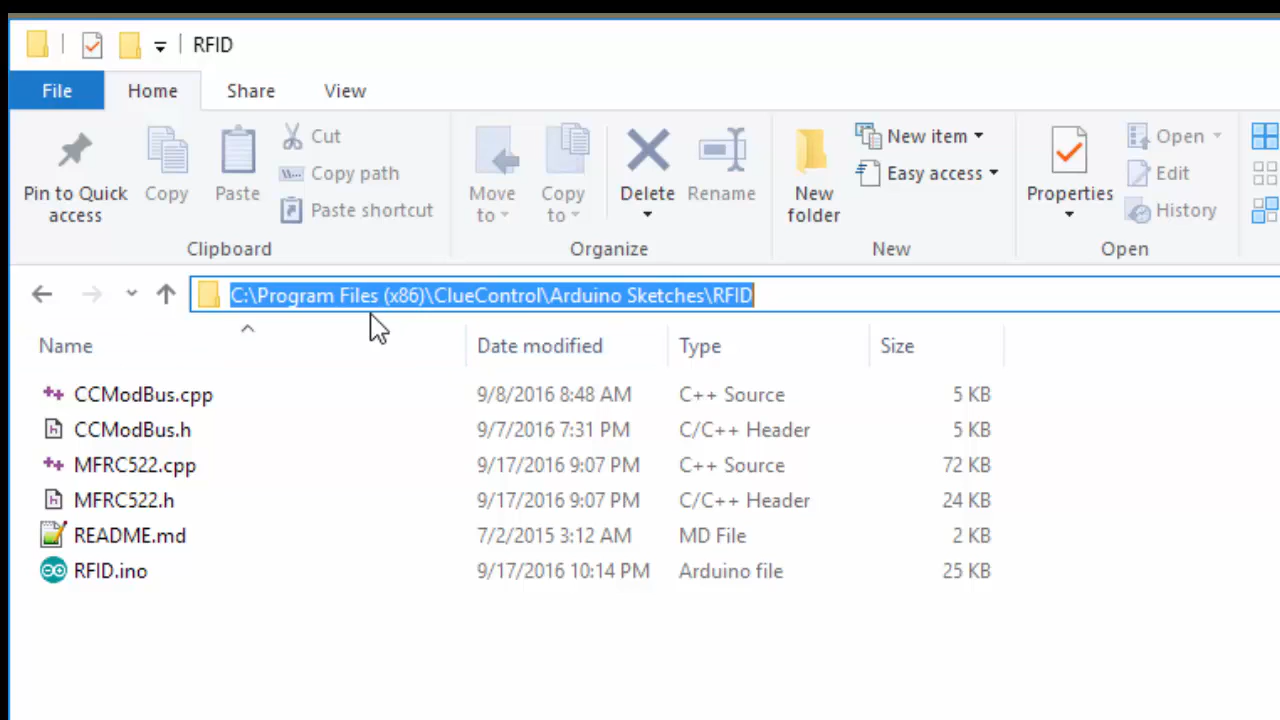 RFID
File Home Share View
Pin to Quick access
Copy
Paste
Cut
Copy path
Paste shortcut
Clipboard
Move to
Copy to
Delete
Rename
Organize
New folder
New item
Easy access
New
Properties
Open
Edit
History
Open
C:\Program Files (x86)\ClueControl\Arduino Sketches\RFID
Name Date modified Type Size
CCModBus.cpp 9/8/2016 8:48 AM C++ Source 5 KB
CCModBus.h 9/7/2016 7:31 PM C/C++ Header 5 KB
MFRC522.cpp 9/17/2016 9:07 PM C++ Source 72 KB
MFRC522.h 9/17/2016 9:07 PM C/C++ Header 24 KB
README.md 7/2/2015 3:12 AM MD File 2 KB
RFID.ino 9/17/2016 10:14 PM Arduino file 25 KB